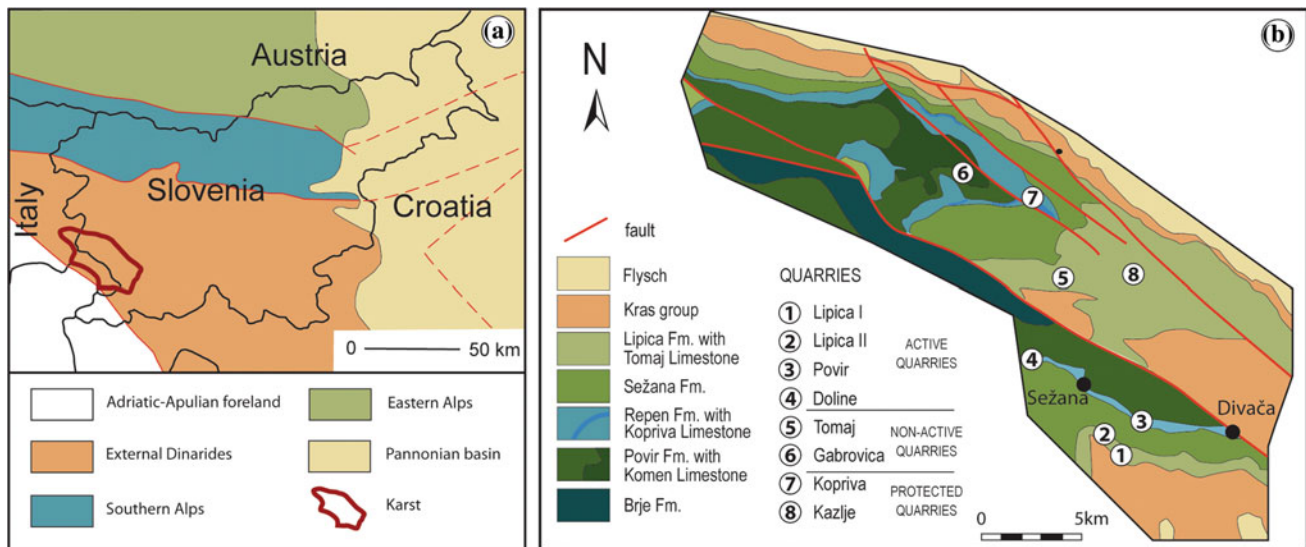 (a)
Austria
Italy
Slovenia
Croatia
0 50 km
Adriatic-Apulian foreland
External Dinarides
Southern Alps
Eastern Alps
Pannonian basin
Karst
(b)
N
fault
Flysch
Kras group
Lipica Fm. with
Tomaj Limestone
Sežana Fm.
Repen Fm. with
Kopriva Limestone
Povir Fm. with
Komen Limestone
Brje Fm.
QUARRIES
1 Lipica I
2 Lipica II
3 Povir
4 Doline
ACTIVE
QUARRIES
5 Tomaj
6 Gabrovica
NON-ACTIVE
QUARRIES
7 Kopriva
8 Kazlje
PROTECTED
QUARRIES
6
7
5
8
4
Sežana
3
Divača
2
1
0 5km